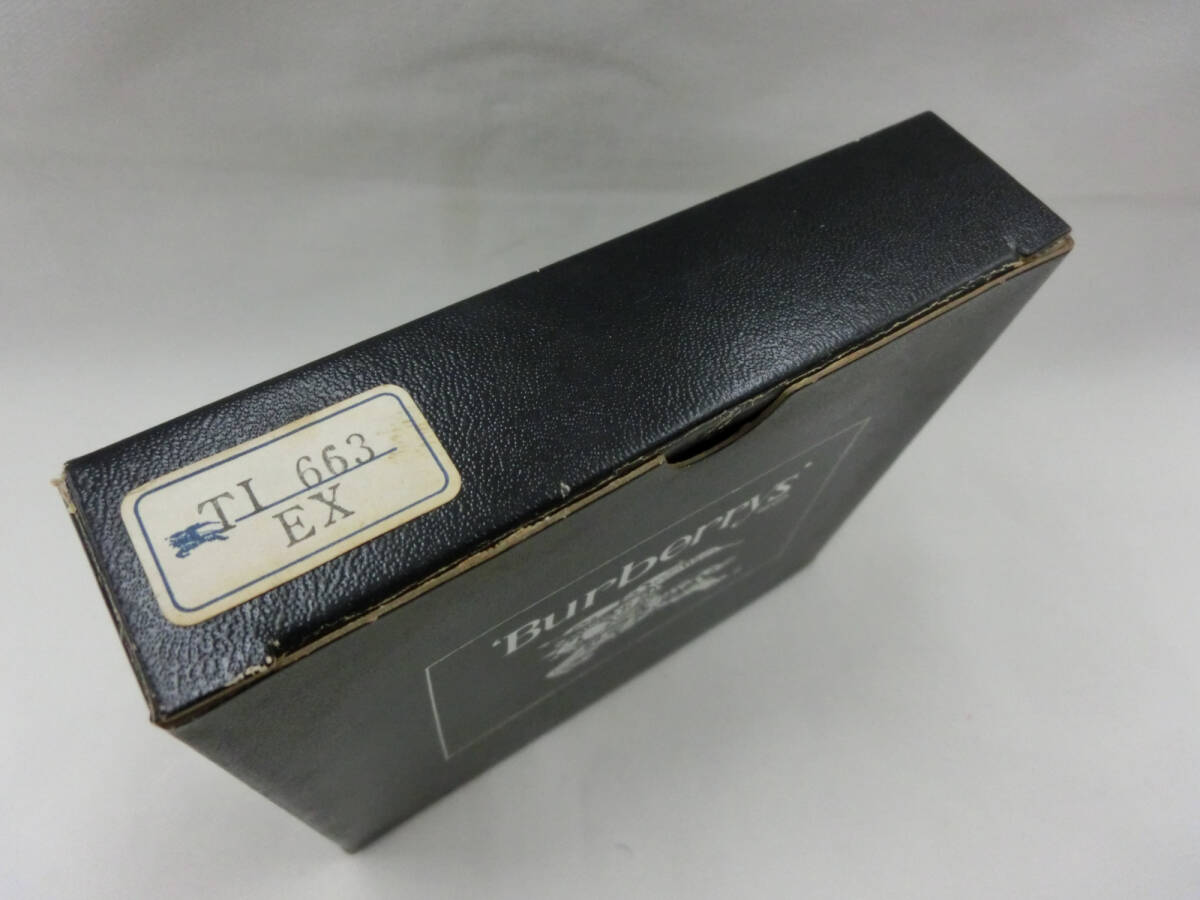 TI 663
EX
'Burberrys'